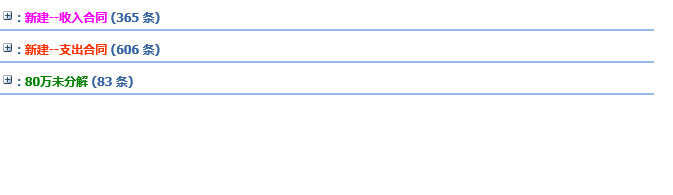 : 新建--收入合同 (365 条)
: 新建--支出合同 (606 条)
: 80万未分解 (83 条)